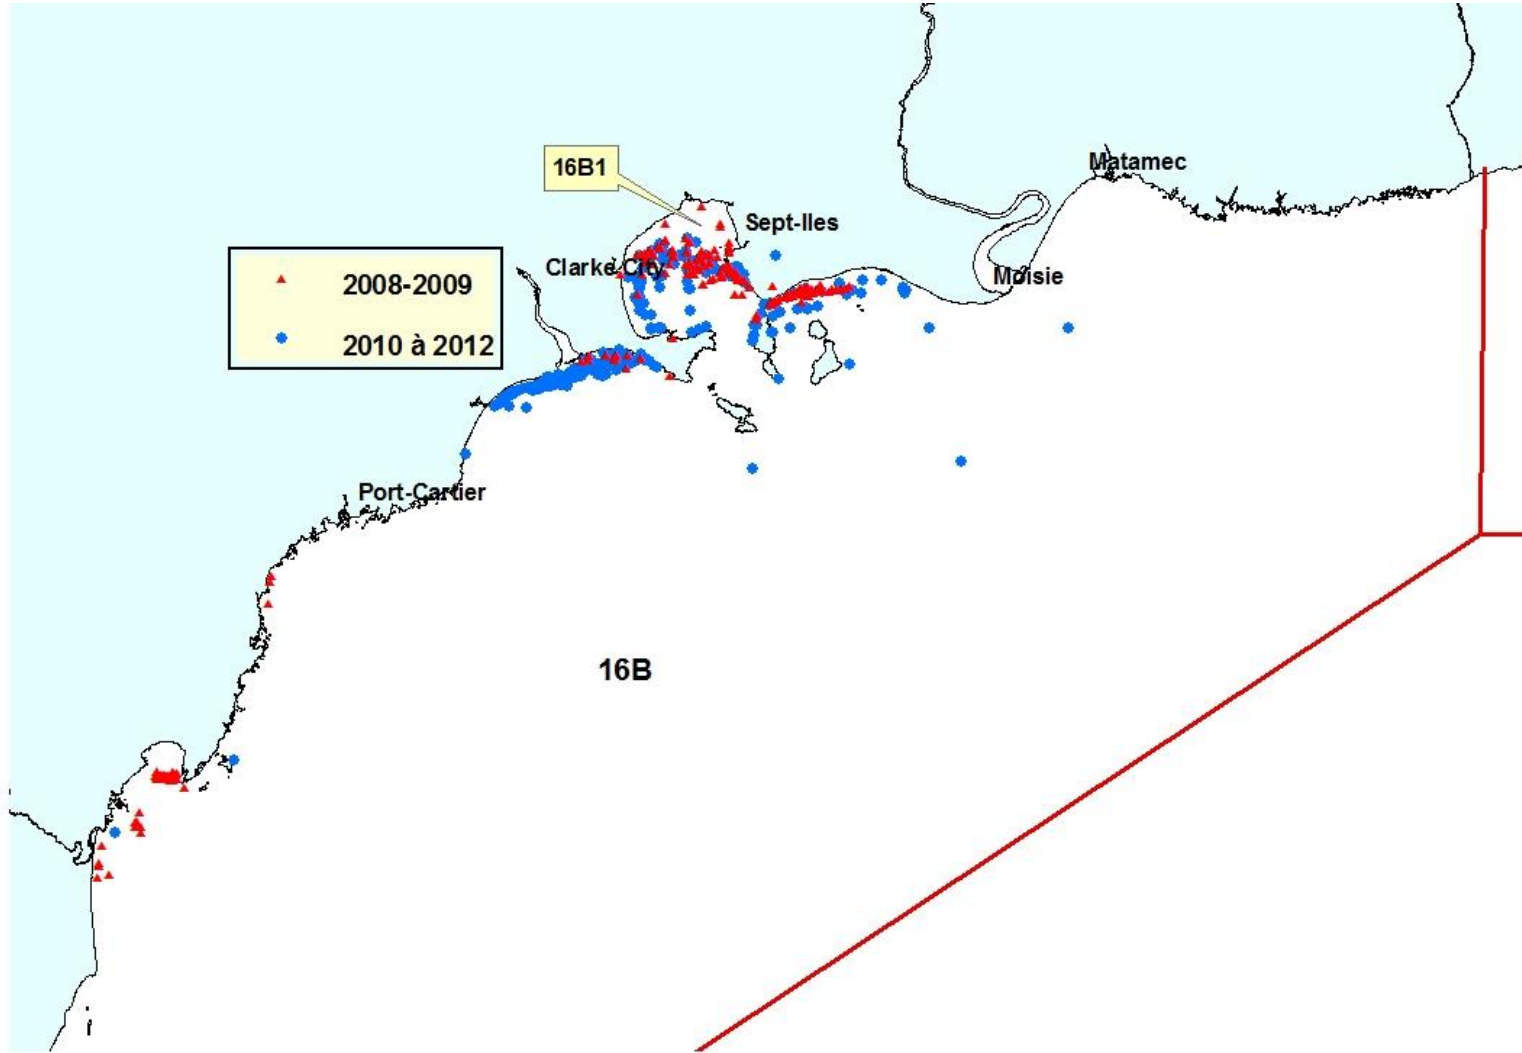 Matamec
16B1
Sept-Iles
Clarke City
Moisie
2008-2009
2010 à 2012
Port-Cartier
16B